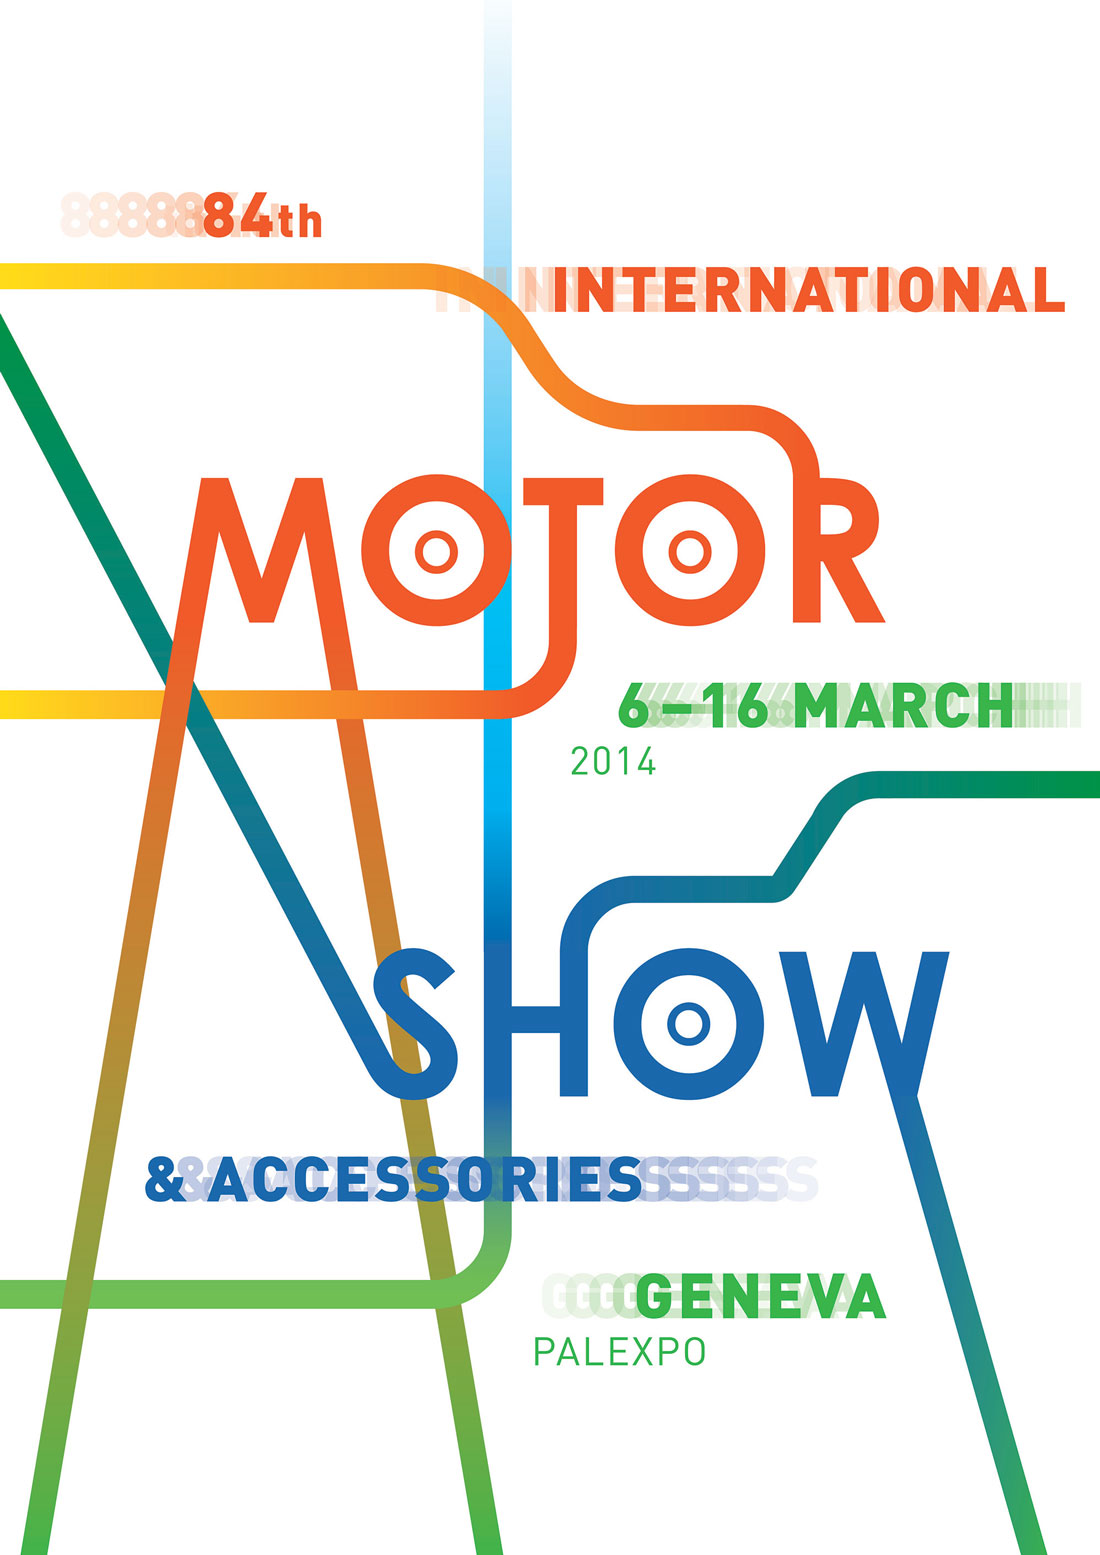 84th
INTERNATIONAL
MOTOR
6–16 MARCH
2014
SHOW
& ACCESSORIES
GENEVA
PALEXPO